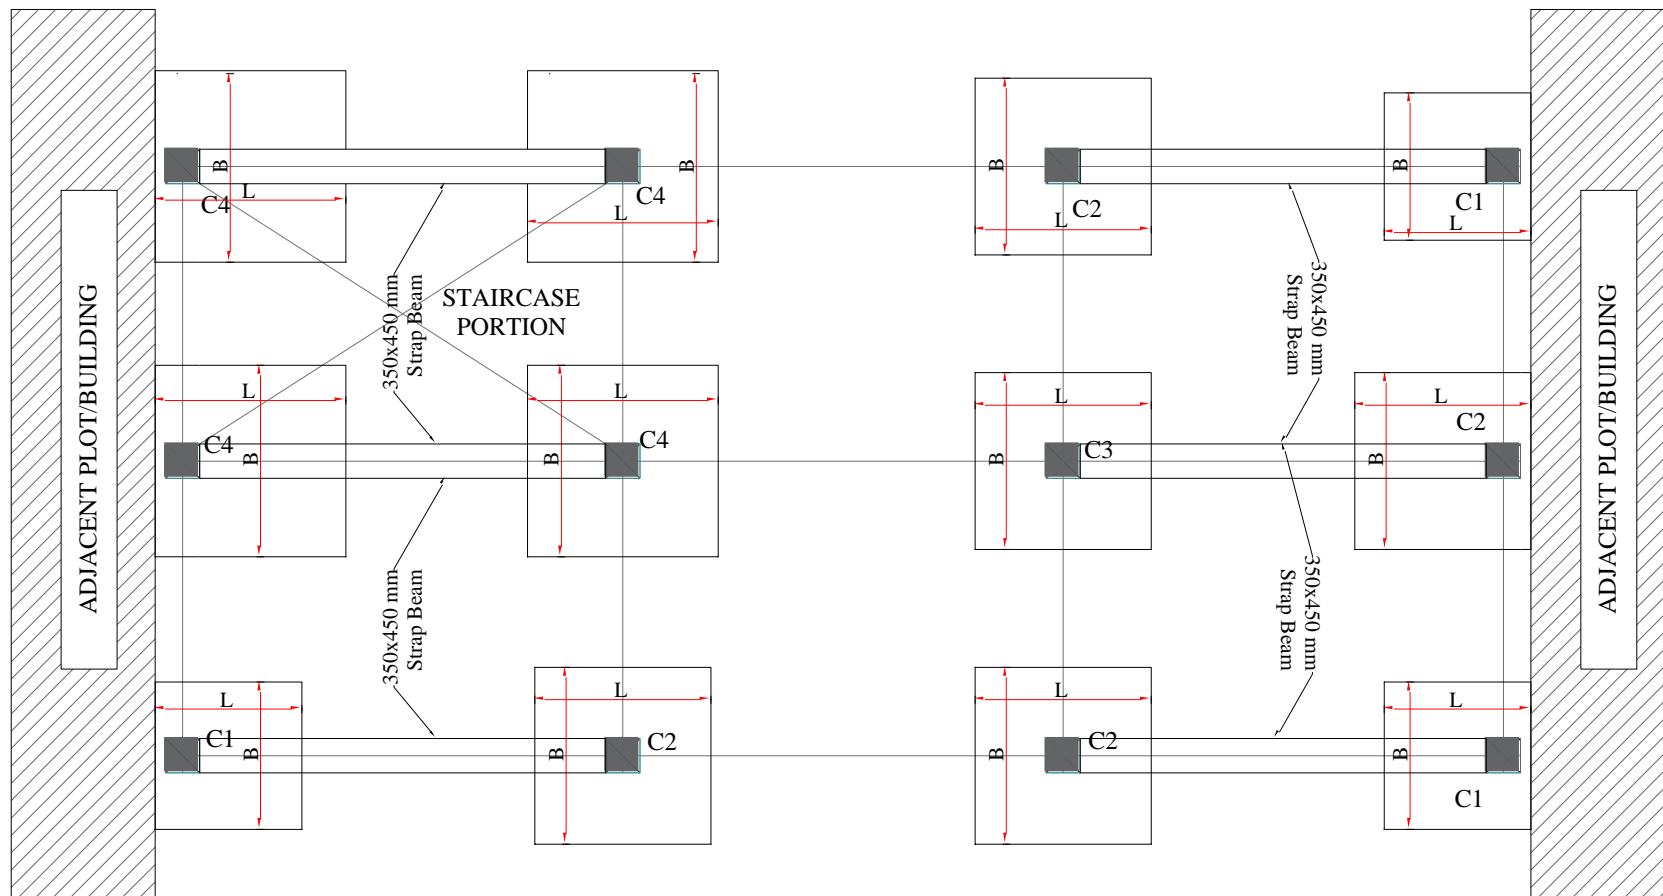 B
B
B
B
L
C4
C4
L
C2
L
C1
L
ADJACENT PLOT/BUILDING
350x450 mm
Strap Beam
STAIRCASE
PORTION
350x450 mm
Strap Beam
ADJACENT PLOT/BUILDING
L
L
L
L
C4
C4
C3
C2
B
B
B
B
350x450 mm
Strap Beam
350x450 mm
Strap Beam
L
L
L
L
C1
C2
C2
B
B
B
B
C1